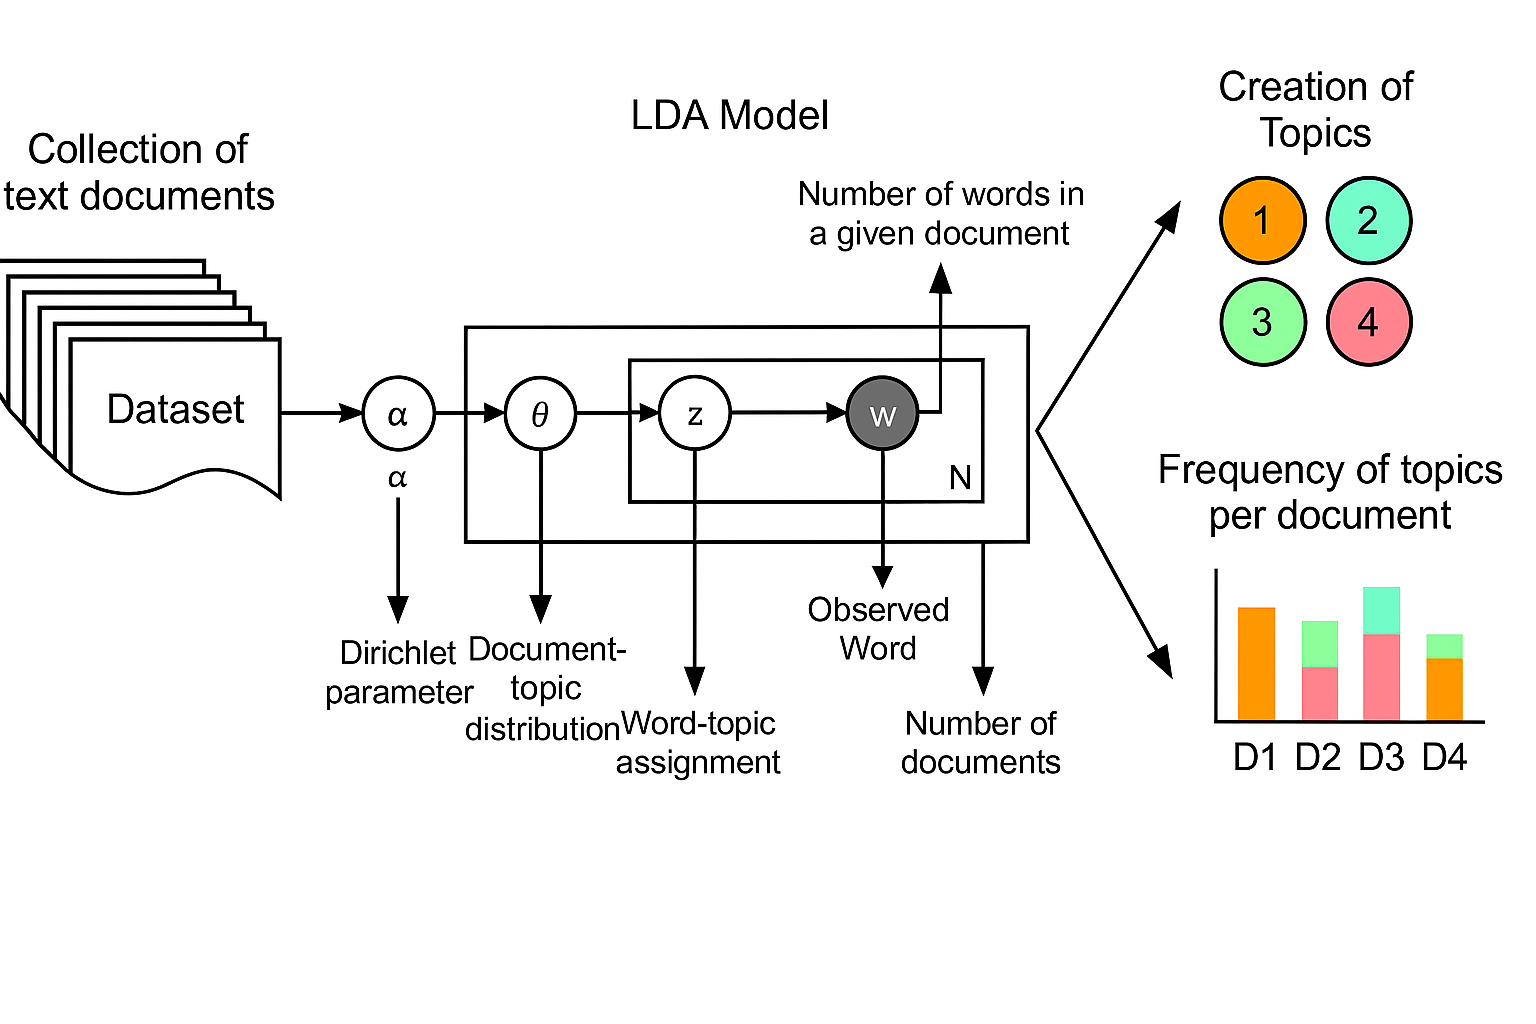 LDA Model
Collection of
text documents
Dataset
α
α
Dirichlet
parameter
θ
Document-
topic
distribution
z
Word-topic
assignment
w
Observed
Word
N
Number of words in
a given document
Number of
documents
Creation of
Topics
1
2
3
4
Frequency of topics
per document
D1 D2 D3 D4